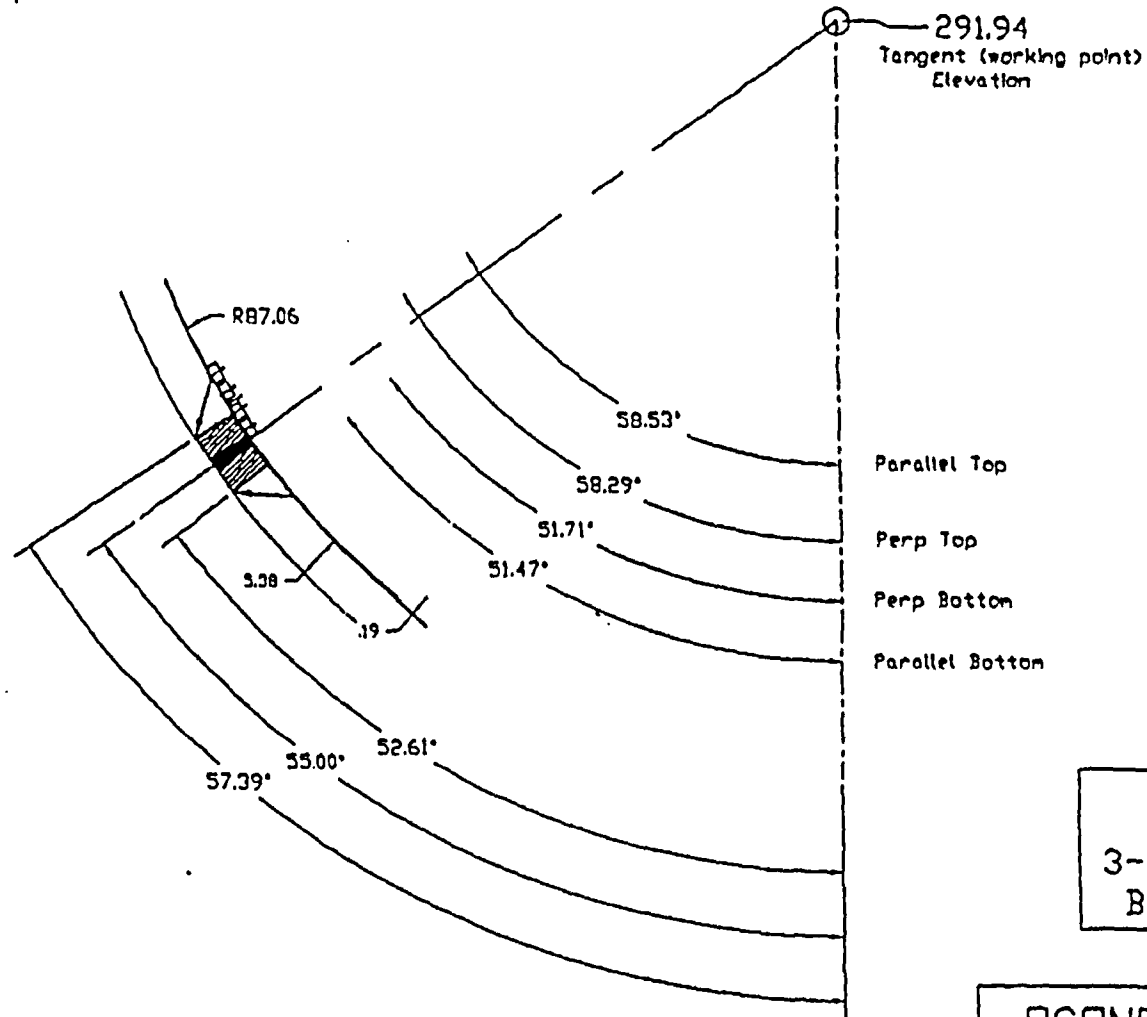 291.94
Tangent (working point)
Elevation
R87.06
58.53°
Parallel Top
58.29°
Perp Top
51.71°
Perp Bottom
51.47°
Parallel Bottom
5.38
.19
52.61°
55.00°
57.39°
3-
B